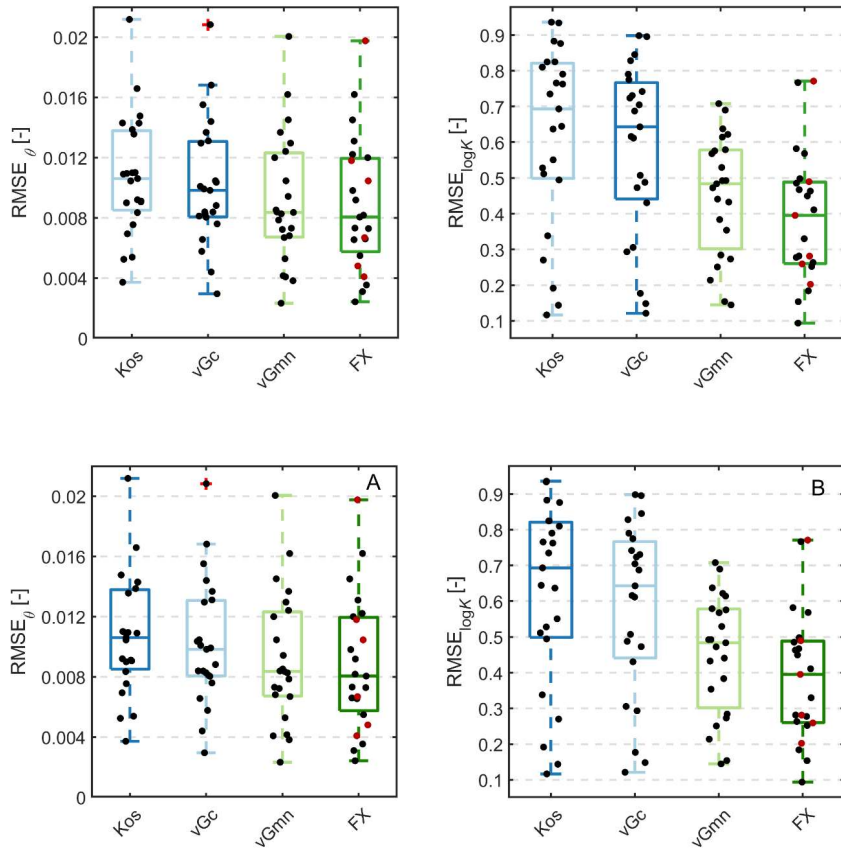 RMSE_θ [-]
0.02
0.016
0.012
0.008
0.004
0
Kos
vGc
vGmn
FX
RMSE_logK [-]
0.9
0.8
0.7
0.6
0.5
0.4
0.3
0.2
0.1
Kos
vGc
vGmn
FX
A
RMSE_θ [-]
0.02
0.016
0.012
0.008
0.004
0
Kos
vGc
vGmn
FX
B
RMSE_logK [-]
0.9
0.8
0.7
0.6
0.5
0.4
0.3
0.2
0.1
Kos
vGc
vGmn
FX